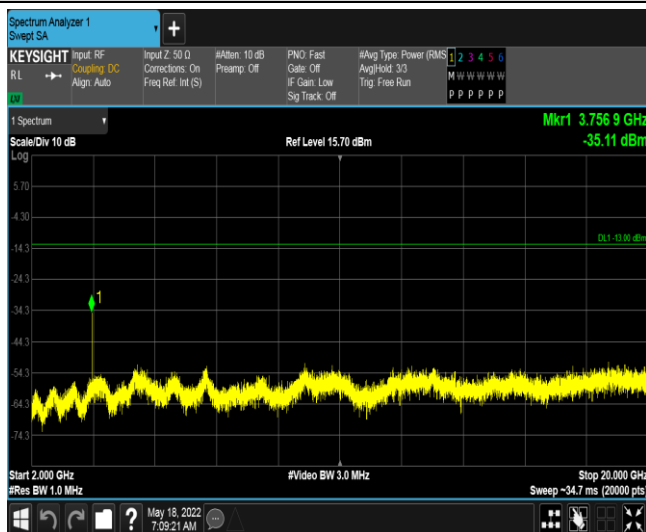 Spectrum Analyzer 1
Swept SA
+
KEYSIGHT Input: RF Input Z: 50 Ω #Atten: 10 dB PNO: Fast #Avg Type: Power (RMS 1 2 3 4 5 6
RL Coupling: DC Corrections: On Preamp: Off Gate: Off Avg|Hold: 3/3 M W W W W W
Align: Auto Freq Ref: Int (S) IF Gain: Low Trig: Free Run
Sig Track: Off P P P P P P
1 Spectrum Mkr1 3.756 9 GHz
Scale/Div 10 dB Ref Level 15.70 dBm -35.11 dBm
Log
5.70
-4.30
DL1 -13.00 dBm
-14.3
-24.3
1
-34.3
-44.3
-54.3
-64.3
-74.3
Start 2.000 GHz #Video BW 3.0 MHz Stop 20.000 GHz
#Res BW 1.0 MHz Sweep ~34.7 ms (20000 pts)
? May 18, 2022
7:09:21 AM